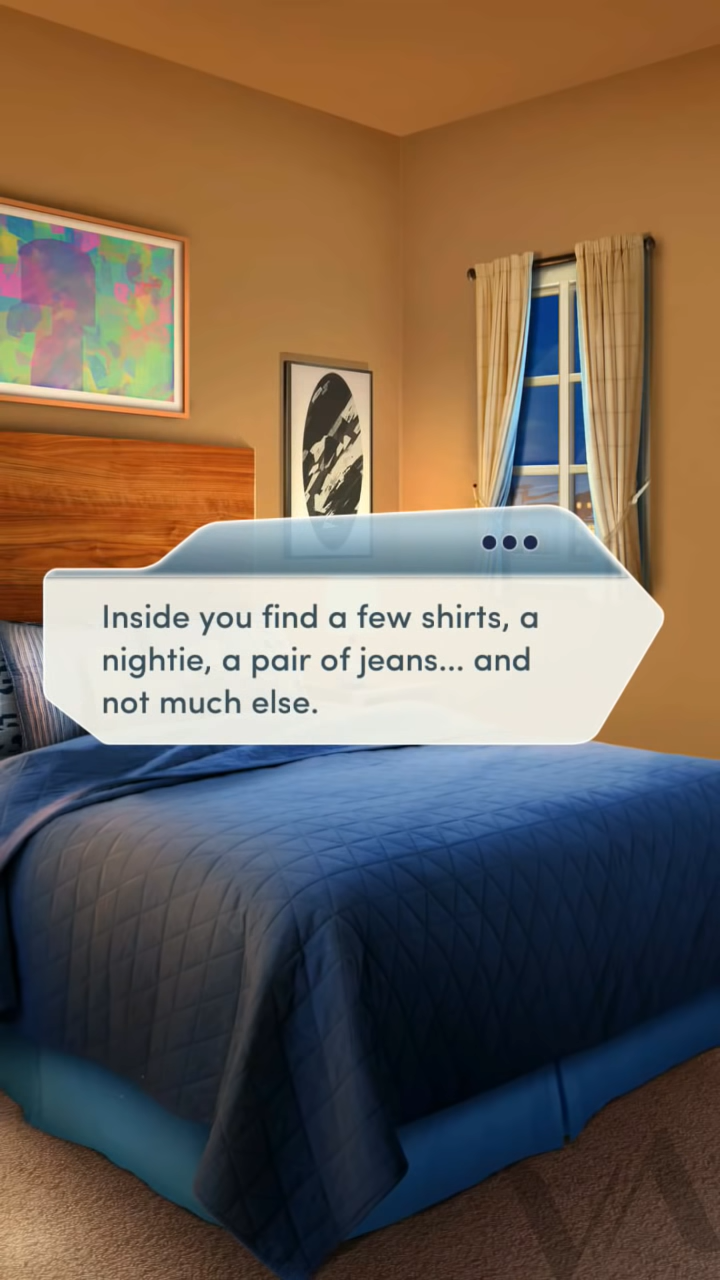 Inside you find a few shirts, a
nightie, a pair of jeans... and
not much else.